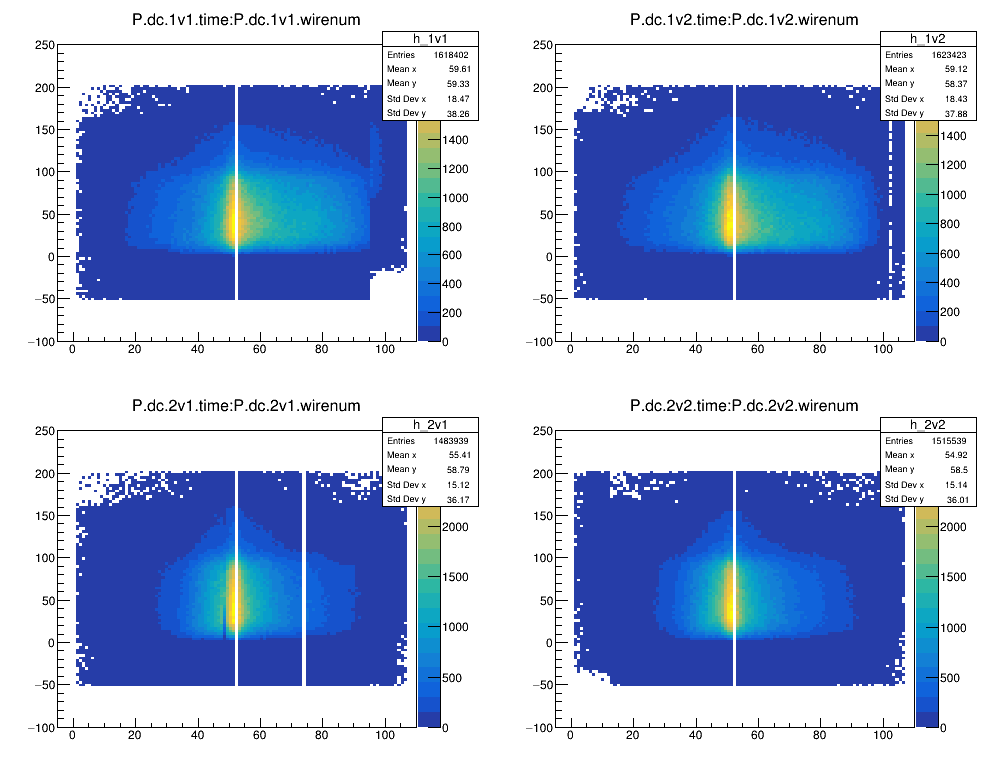 P.dc.1v1.time:P.dc.1v1.wirenum
h_1v1
Entries 1618402
Mean x 59.61
Mean y 59.33
Std Dev x 18.47
Std Dev y 38.26
250
200
150
100
50
0
−50
−100
0 20 40 60 80 100
1400
1200
1000
800
600
400
200
0
P.dc.1v2.time:P.dc.1v2.wirenum
h_1v2
Entries 1623423
Mean x 59.12
Mean y 58.37
Std Dev x 18.43
Std Dev y 37.88
250
200
150
100
50
0
−50
−100
0 20 40 60 80 100
1400
1200
1000
800
600
400
200
0
P.dc.2v1.time:P.dc.2v1.wirenum
h_2v1
Entries 1483939
Mean x 55.41
Mean y 58.79
Std Dev x 15.12
Std Dev y 36.17
250
200
150
100
50
0
−50
−100
0 20 40 60 80 100
2000
1500
1000
500
0
P.dc.2v2.time:P.dc.2v2.wirenum
h_2v2
Entries 1515539
Mean x 54.92
Mean y 58.5
Std Dev x 15.14
Std Dev y 36.01
250
200
150
100
50
0
−50
−100
0 20 40 60 80 100
2000
1500
1000
500
0